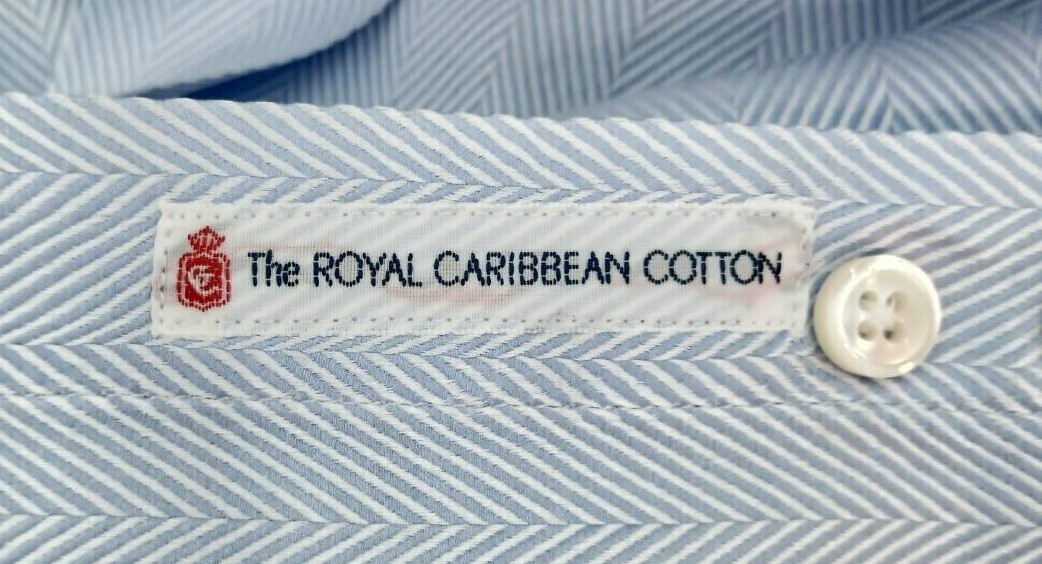 The ROYAL CARIBBEAN COTTON